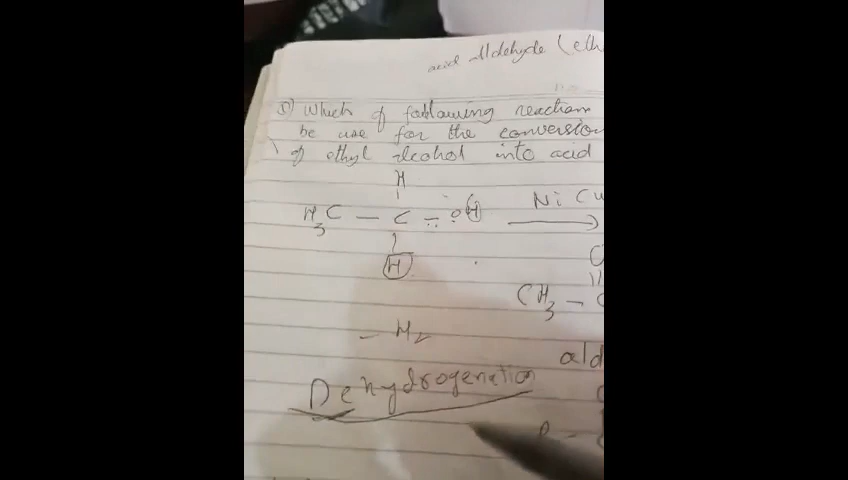 acid aldehyde (eth
5) Which of following reaction
be use for the conversion
of ethyl alcohol into acid
H
H3C — C — OH Ni Cu
H
CH3 — C
- H2
ald
Dehydrogenation